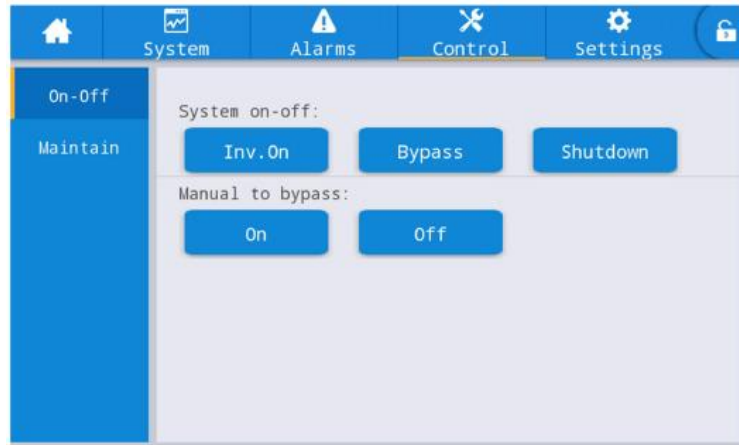 System Alarms Control Settings
On-Off
Maintain
System on-off:
Inv.On Bypass Shutdown
Manual to bypass:
On Off